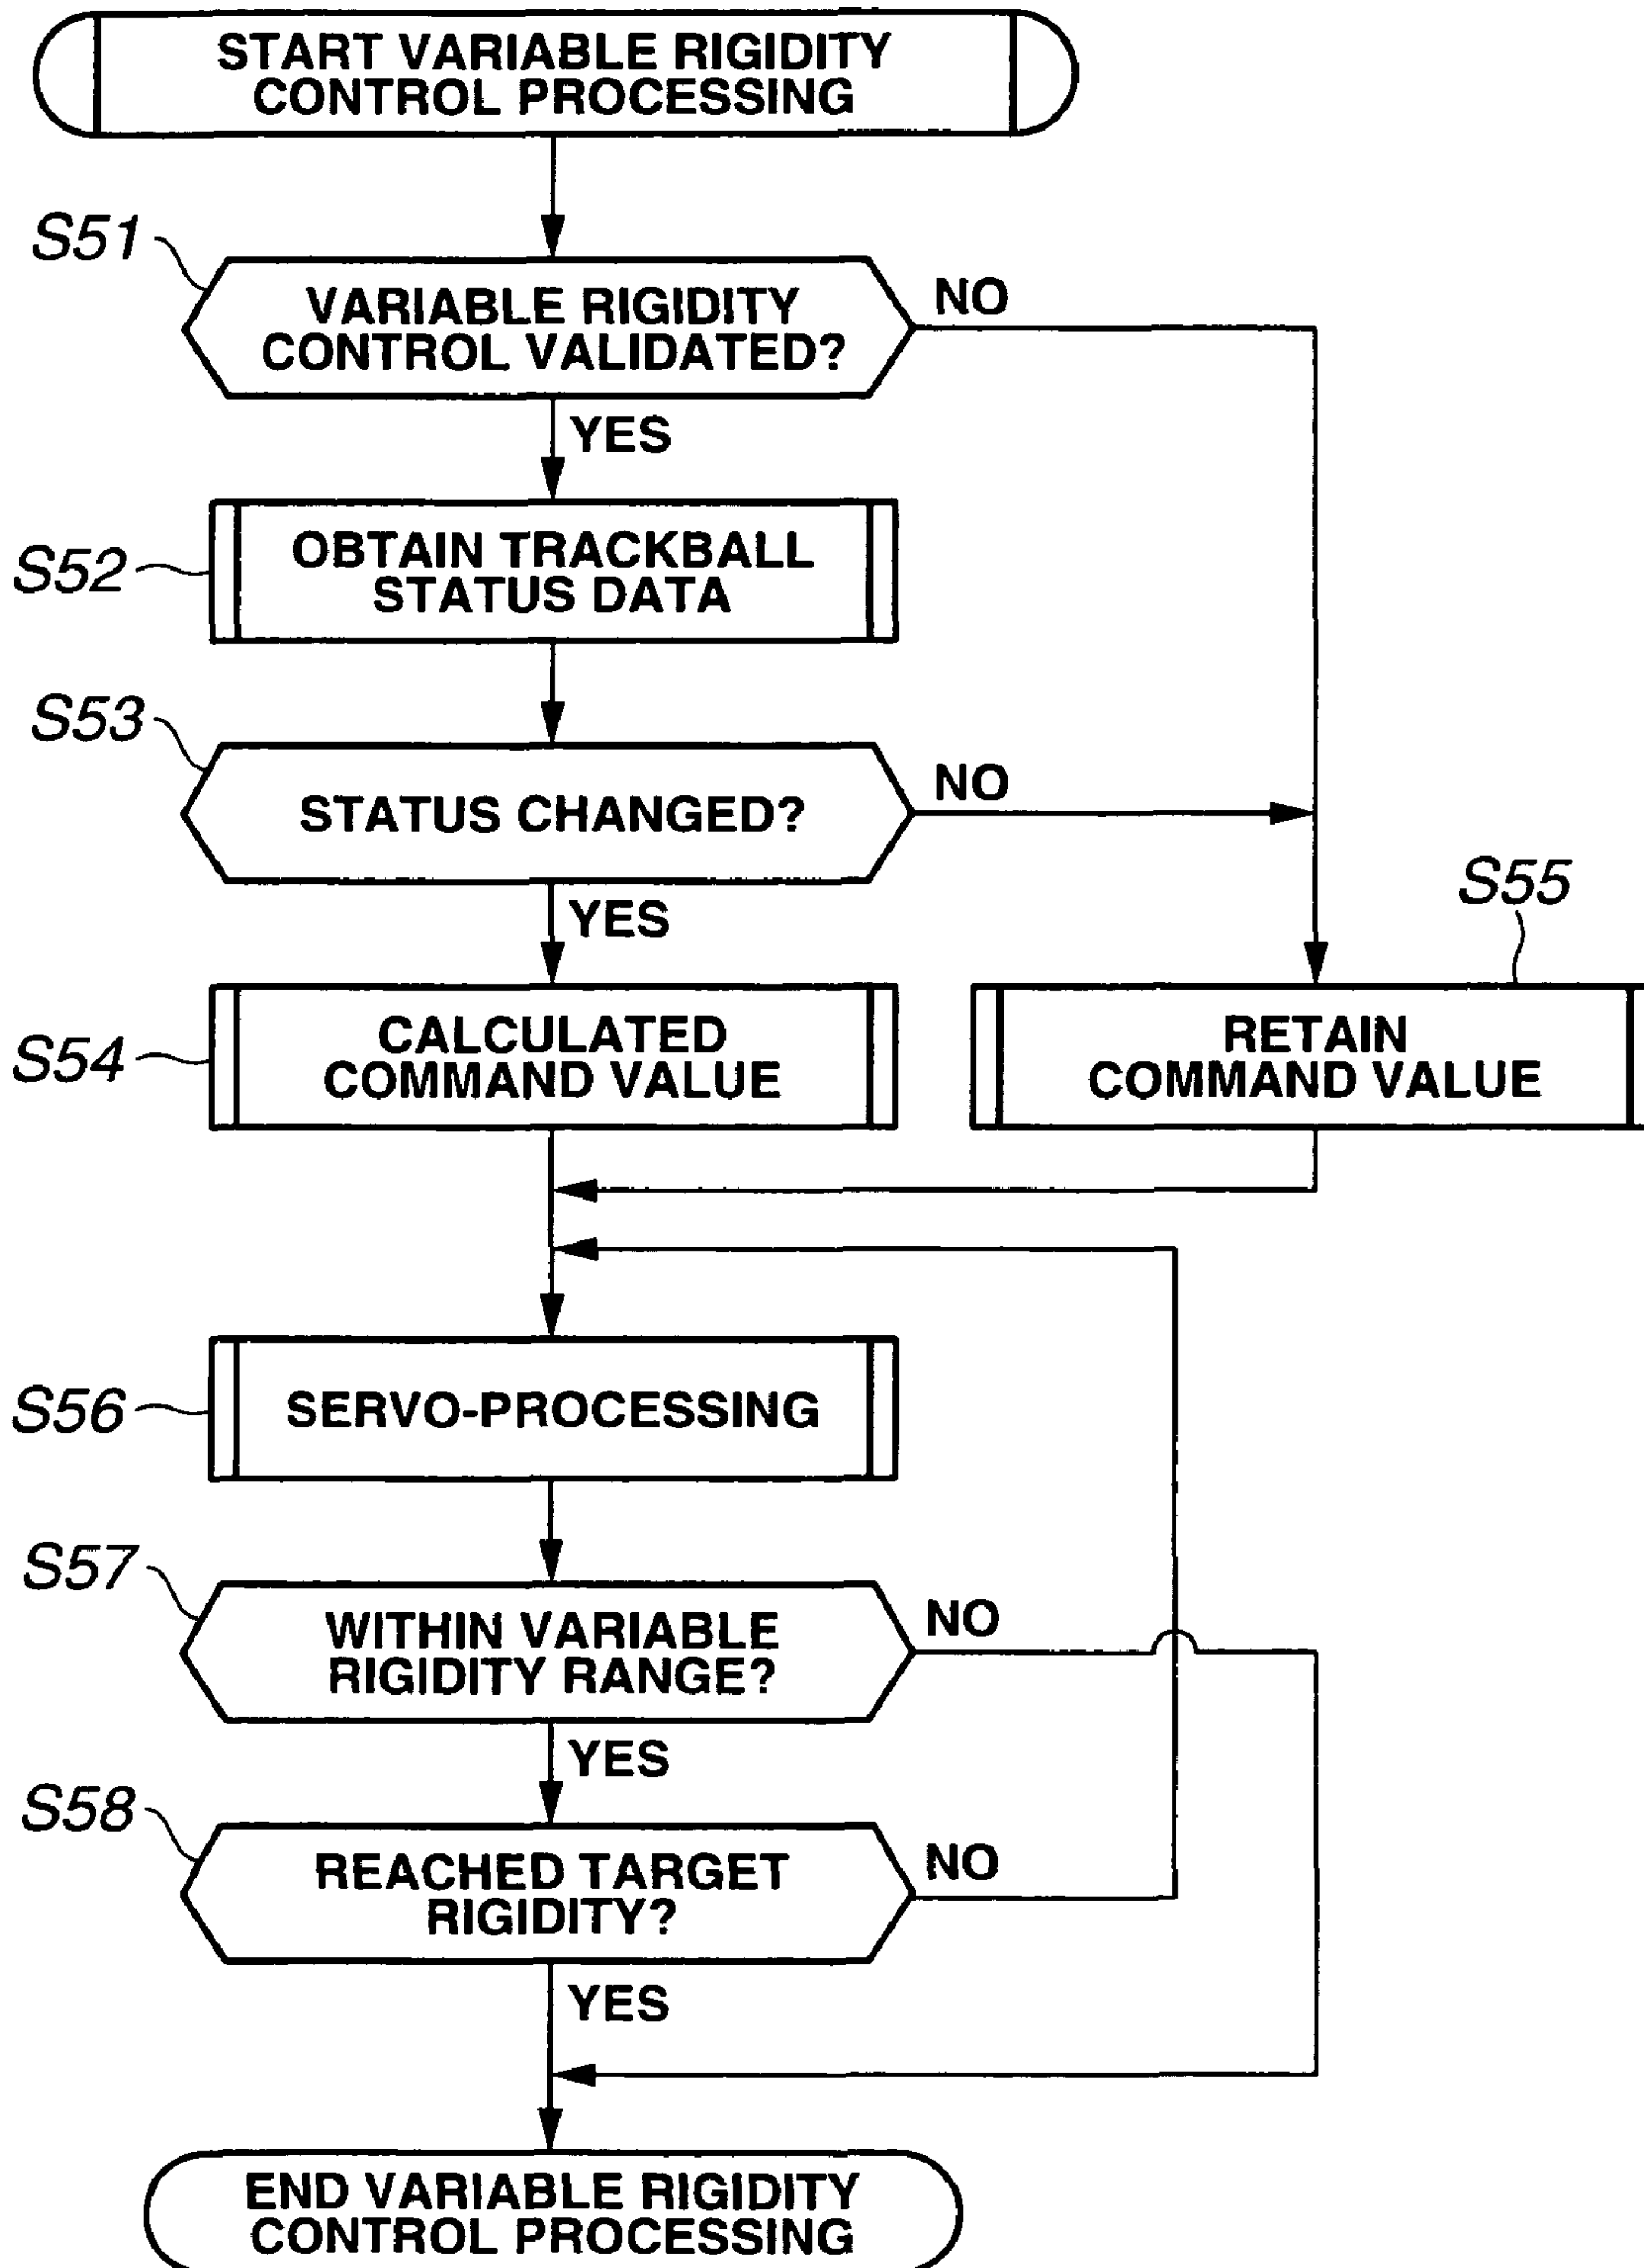 START VARIABLE RIGIDITY
CONTROL PROCESSING
S51
VARIABLE RIGIDITY
CONTROL VALIDATED?
NO
YES
S52
OBTAIN TRACKBALL
STATUS DATA
S53
STATUS CHANGED?
NO
YES
S54
CALCULATED
COMMAND VALUE
S55
RETAIN
COMMAND VALUE
S56
SERVO-PROCESSING
S57
WITHIN VARIABLE
RIGIDITY RANGE?
NO
YES
S58
REACHED TARGET
RIGIDITY?
NO
YES
END VARIABLE RIGIDITY
CONTROL PROCESSING